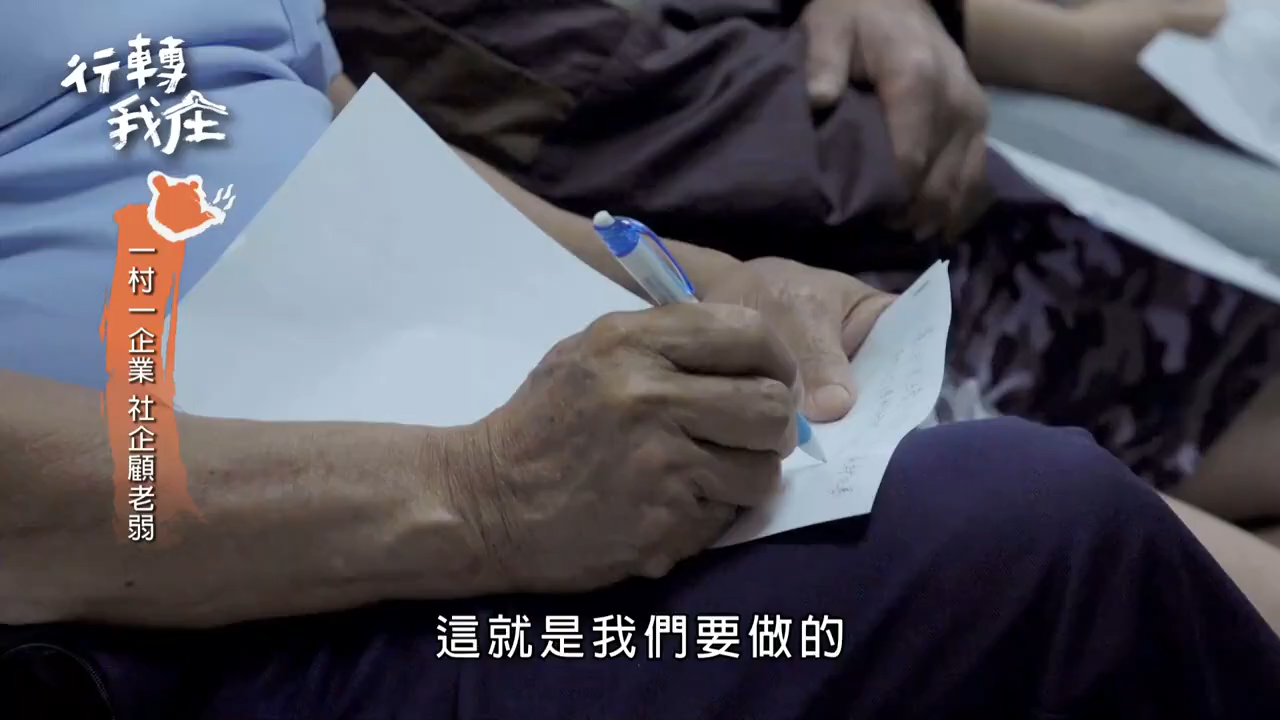 行轉
我企
一村一企業 社企顧老弱
這就是我們要做的